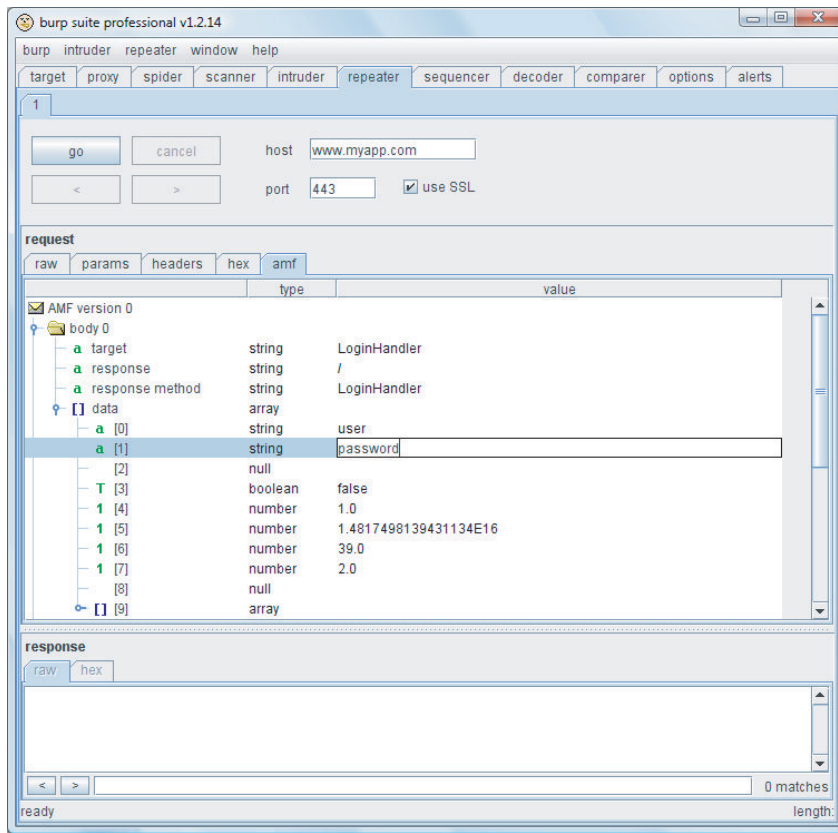 burp suite professional v1.2.14
burp intruder repeater window help
target proxy spider scanner intruder repeater sequencer decoder comparer options alerts
1
go cancel host www.myapp.com
< > port 443 use SSL
request
raw params headers hex amf
type value
AMF version 0
body 0
a target string LoginHandler
a response string /
a response method string LoginHandler
[] data array
a [0] string user
a [1] string password
[2] null
T [3] boolean false
1 [4] number 1.0
1 [5] number 1.4817498139431134E16
1 [6] number 39.0
1 [7] number 2.0
[8] null
[] [9] array
response
raw hex
< > 0 matches
ready length: